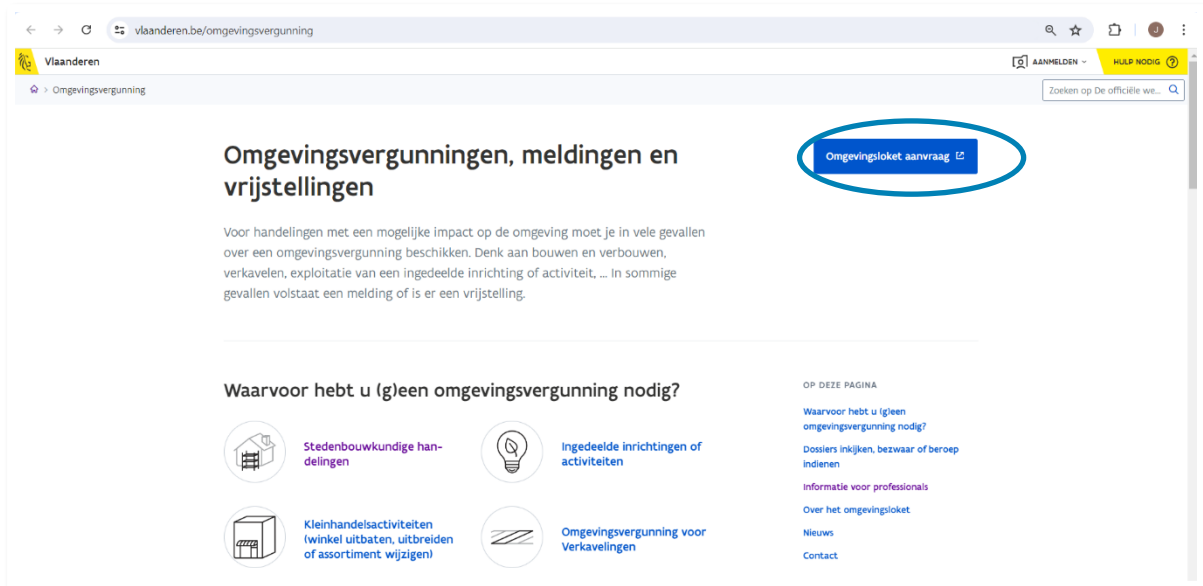 vlaanderen.be/omgevingsvergunning
J
Vlaanderen
AANMELDEN
HULP NODIG
Omgevingsvergunning
Zoeken op De officiële we...
Omgevingsvergunningen, meldingen en
vrijstellingen
Omgevingsloket aanvraag
Voor handelingen met een mogelijke impact op de omgeving moet je in vele gevallen
over een omgevingsvergunning beschikken. Denk aan bouwen en verbouwen,
verkavelen, exploitatie van een ingedeelde inrichting of activiteit, ... In sommige
gevallen volstaat een melding of is er een vrijstelling.
Waarvoor hebt u (g)een omgevingsvergunning nodig?
Stedenbouwkundige han-
delingen
Ingedeelde inrichtingen of
activiteiten
Kleinhandelsactiviteiten
(winkel uitbaten, uitbreiden
of assortiment wijzigen)
Omgevingsvergunning voor
Verkavelingen
OP DEZE PAGINA
Waarvoor hebt u (g)een
omgevingsvergunning nodig?
Dossiers inkijken, bezwaar of beroep
indienen
Informatie voor professionals
Over het omgevingsloket
Nieuws
Contact